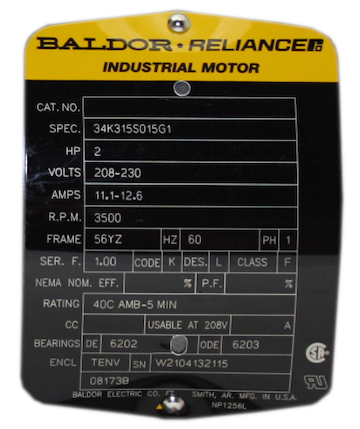 BALDOR · RELIANCE
INDUSTRIAL MOTOR
CAT. NO.
SPEC. 34K315S015G1
HP 2
VOLTS 208-230
AMPS 11.1-12.6
R.P.M. 3500
FRAME 56YZ HZ 60 PH 1
SER. F. 1.00 CODE K DES. L CLASS F
NEMA NOM. EFF. % P.F. %
RATING 40C AMB-5 MIN
CC USABLE AT 208V A
BEARINGS DE 6202 ODE 6203
ENCL TENV SN W2104132115
08173B
BALDOR ELECTRIC CO. FT. SMITH, AR. MFG. IN U.S.A.
NP1256L